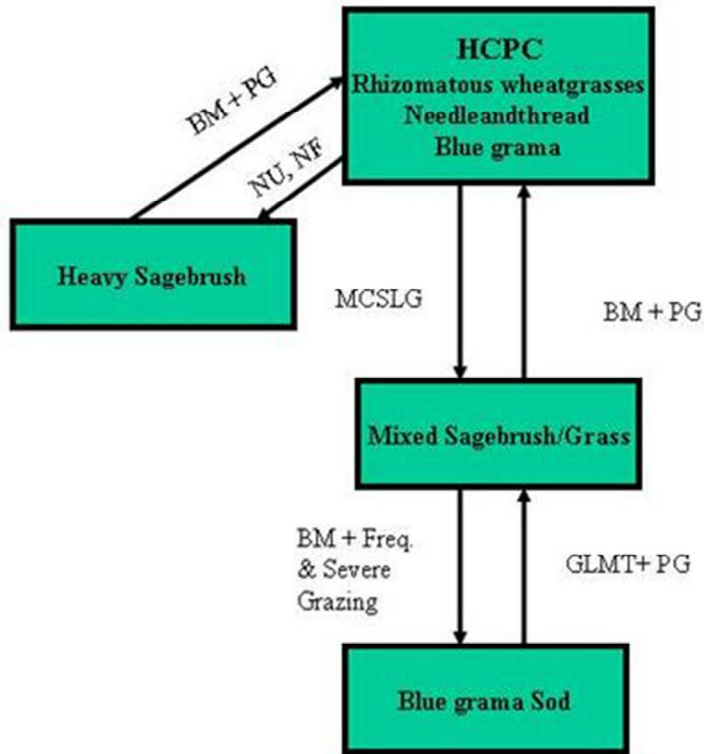 HCPC
Rhizomatous wheatgrasses
Needleandthread
Blue grama
BM + PG
NU, NF
Heavy Sagebrush
MCSLG
BM + PG
Mixed Sagebrush/Grass
BM + Freq.
& Severe
Grazing
GLMT+ PG
Blue grama Sod